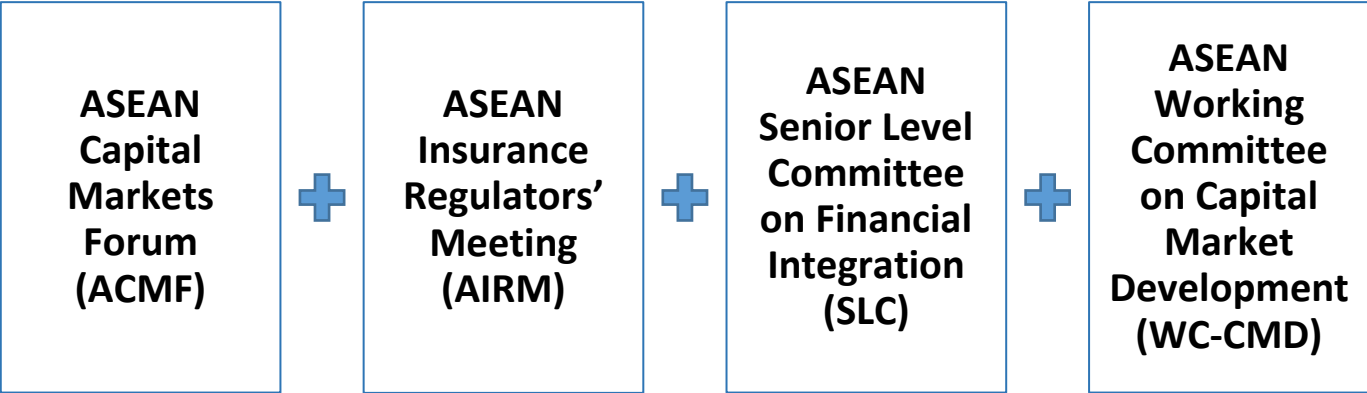 ASEAN
Capital
Markets
Forum
(ACMF)
ASEAN
Insurance
Regulators’
Meeting
(AIRM)
ASEAN
Senior Level
Committee
on Financial
Integration
(SLC)
ASEAN
Working
Committee
on Capital
Market
Development
(WC-CMD)